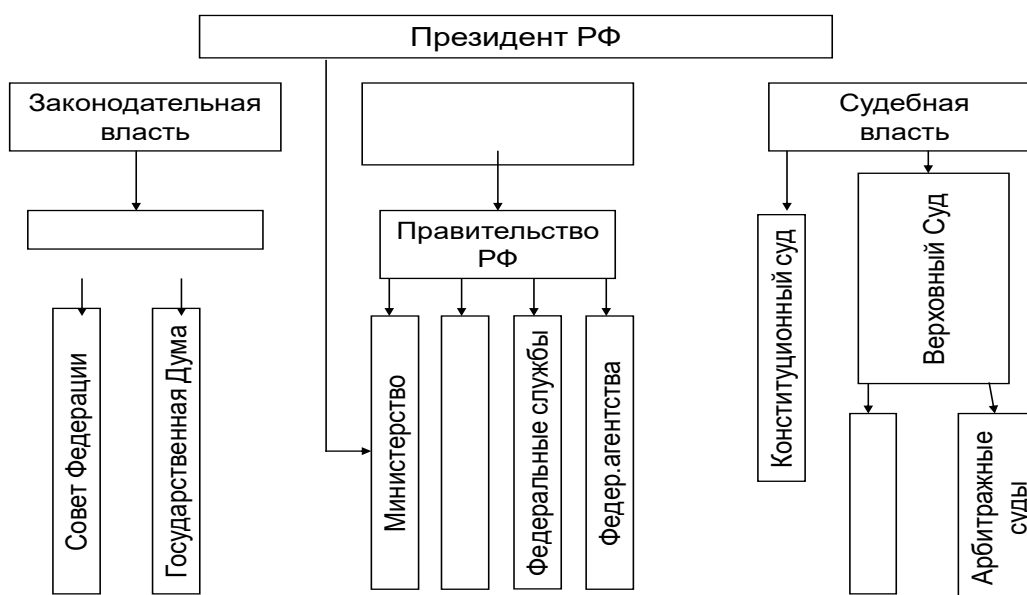 Президент РФ
Законодательная
власть
Судебная
власть
Правительство
РФ
Совет Федерации
Государственная Дума
Министерство
Федеральные службы
Федер.агентства
Конституционный суд
Верховный Суд
Арбитражные
суды